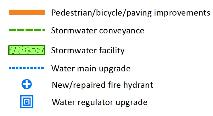 Pedestrian/bicycle/paving improvements
Stormwater conveyance
Stormwater facility
Water main upgrade
New/repaired fire hydrant
Water regulator upgrade